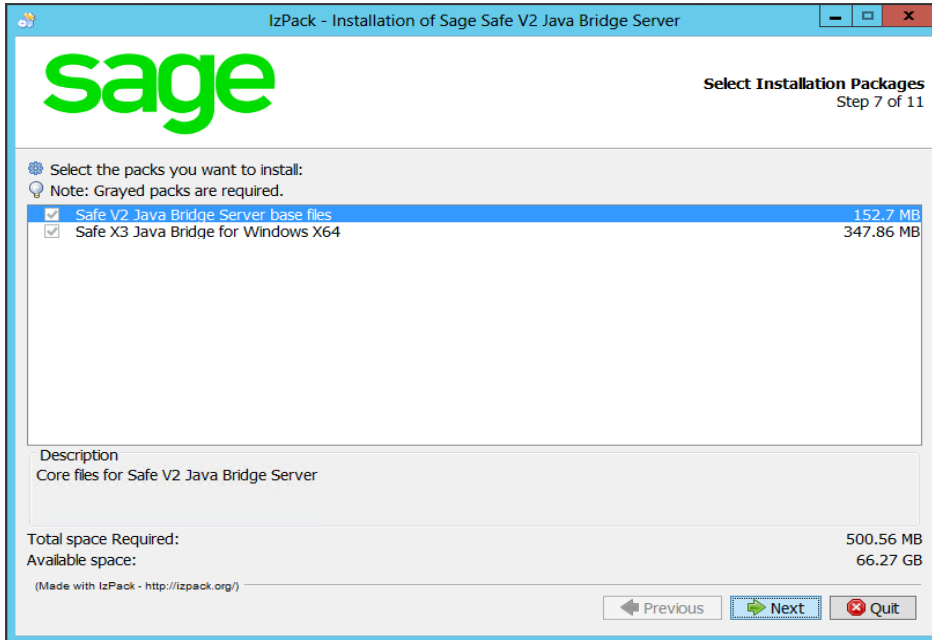 IzPack - Installation of Sage Safe V2 Java Bridge Server
sage
Select Installation Packages
Step 7 of 11
Select the packs you want to install:
Note: Grayed packs are required.
Safe V2 Java Bridge Server base files 152.7 MB
Safe X3 Java Bridge for Windows X64 347.86 MB
Description
Core files for Safe V2 Java Bridge Server
Total space Required: 500.56 MB
Available space: 66.27 GB
(Made with IzPack - http://izpack.org/)
Previous Next Quit